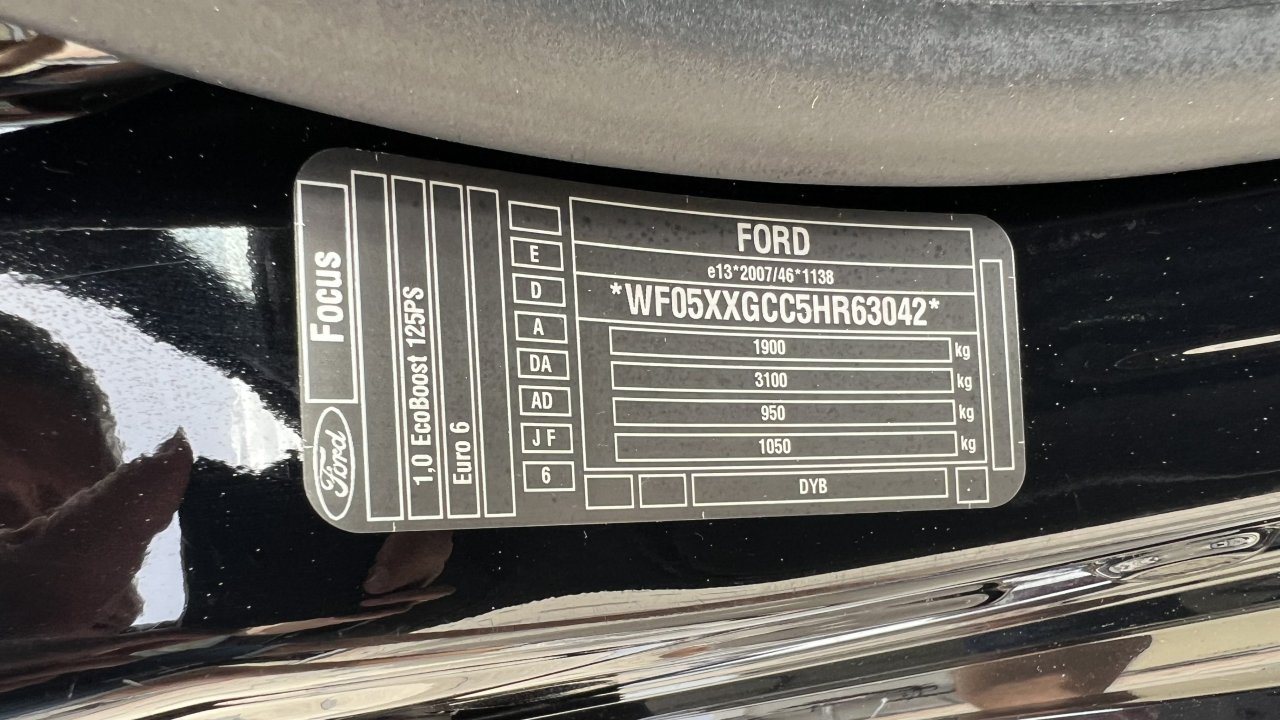 FORD
e13*2007/46*1138
*WF05XXGCC5HR63042*
1900 kg
3100 kg
950 kg
1050 kg
DYB
E
D
A
DA
AD
J F
6
Ford Focus
1,0 EcoBoost 125PS
Euro 6